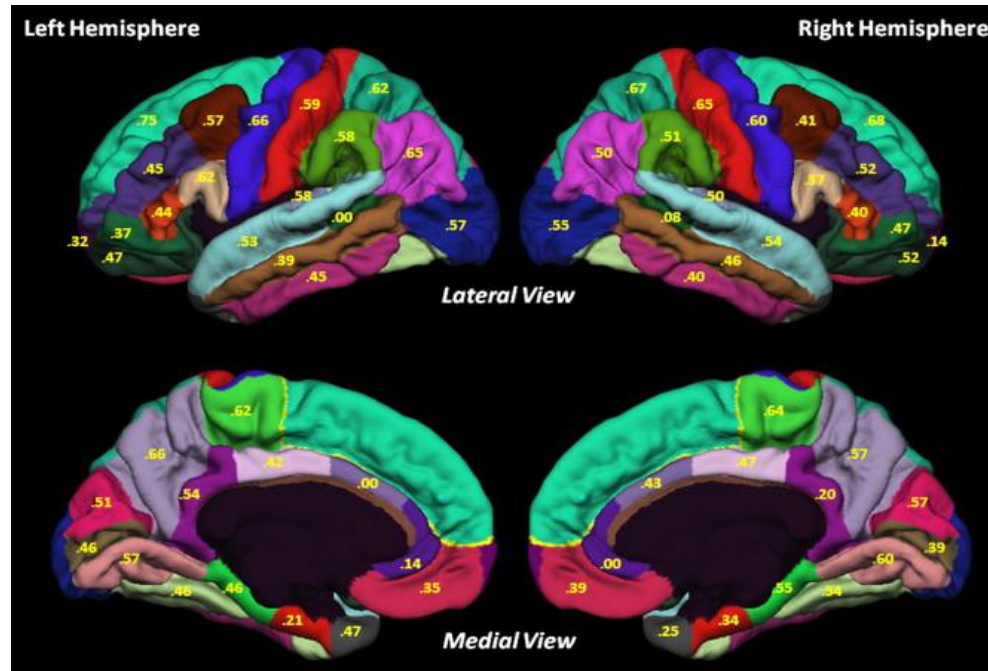 Left Hemisphere Right Hemisphere
.62 .67
.75 .57 .66 .59 .65 .60 .41 .68
.58 .51
.45 .62 .65 .50 .37 .52
.58 .50
.44 .00 .08 .40
.32 .37 .57 .55 .47 .14
.47 .53 .54 .52
.39 .46
.45 .40
Lateral View
.62 .64
.66 .42 .47 .57
.51 .54 .00 .43 .20 .57
.46 .57 .14 .00 .60 .39
.46 .46 .35 .39 .55 .54
.21 .47 .25 .34
Medial View